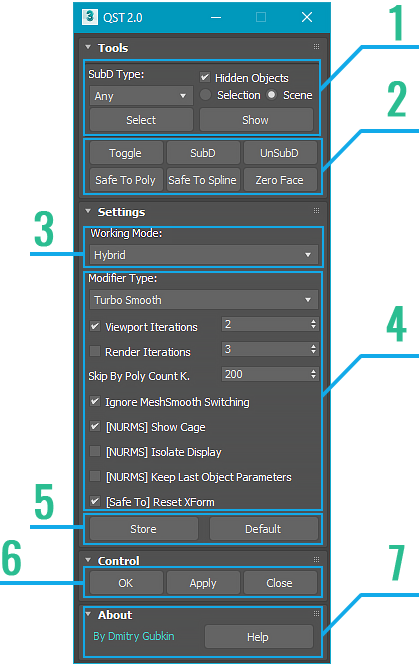 3 QST 2.0
1
Tools
SubD Type:
Hidden Objects
Any
Selection Scene
Select Show
2
Toggle SubD UnSubD
Safe To Poly Safe To Spline Zero Face
Settings
3
Working Mode:
Hybrid
Modifier Type:
Turbo Smooth
4
Viewport Iterations 2
Render Iterations 3
Skip By Poly Count K. 200
Ignore MeshSmooth Switching
[NURMS] Show Cage
[NURMS] Isolate Display
[NURMS] Keep Last Object Parameters
[Safe To] Reset XForm
5
Store Default
6
Control
OK Apply Close
7
About
By Dmitry Gubkin Help